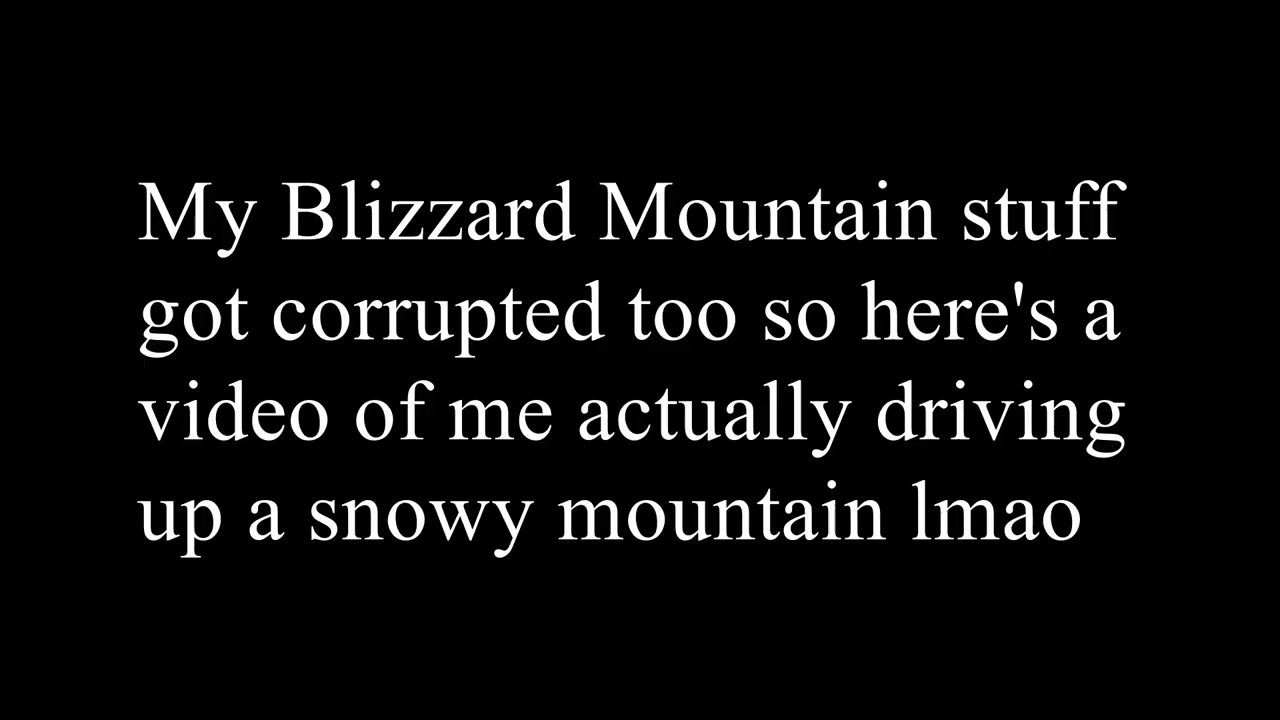 My Blizzard Mountain stuff
got corrupted too so here's a
video of me actually driving
up a snowy mountain lmao